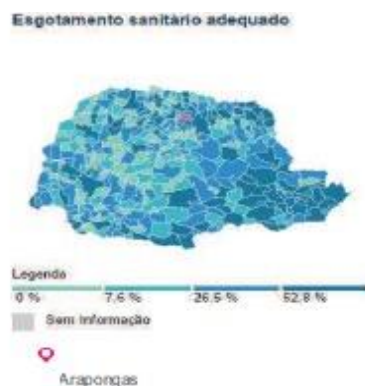 Esgotamento sanitário adequado
Legenda
0 % 7,6 % 26,5 % 52,8 %
Sem Informação
Arapongas